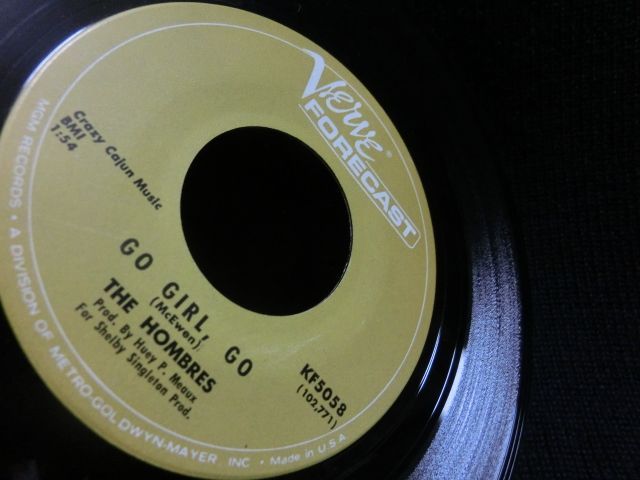 Verve®
FORECAST
Crazy Cajun Music
BMI
1:54
GO GIRL, GO
(McEwen)
THE HOMBRES
Prod. By Huey P. Meaux
For Shelby Singleton Prod.
KF5058
(102,771)
MGM RECORDS • A DIVISION OF METRO-GOLDWYN-MAYER INC • Made in U.S.A